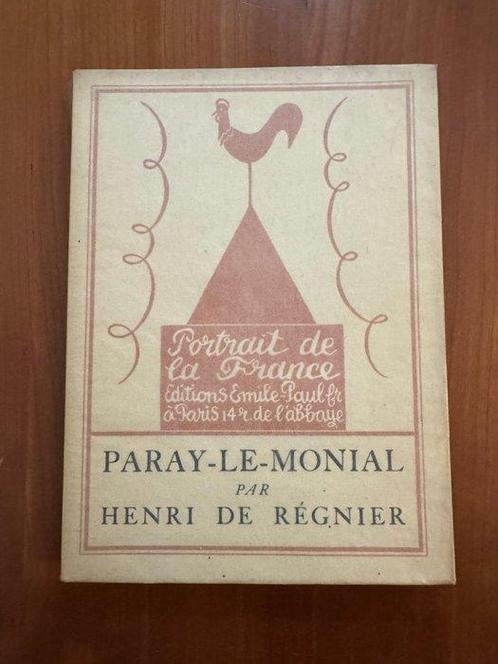 Portrait de
la France
Editions Emile-Paul fr
à Paris 14 r. de l'abbaye
PARAY-LE-MONIAL
PAR
HENRI DE RÉGNIER